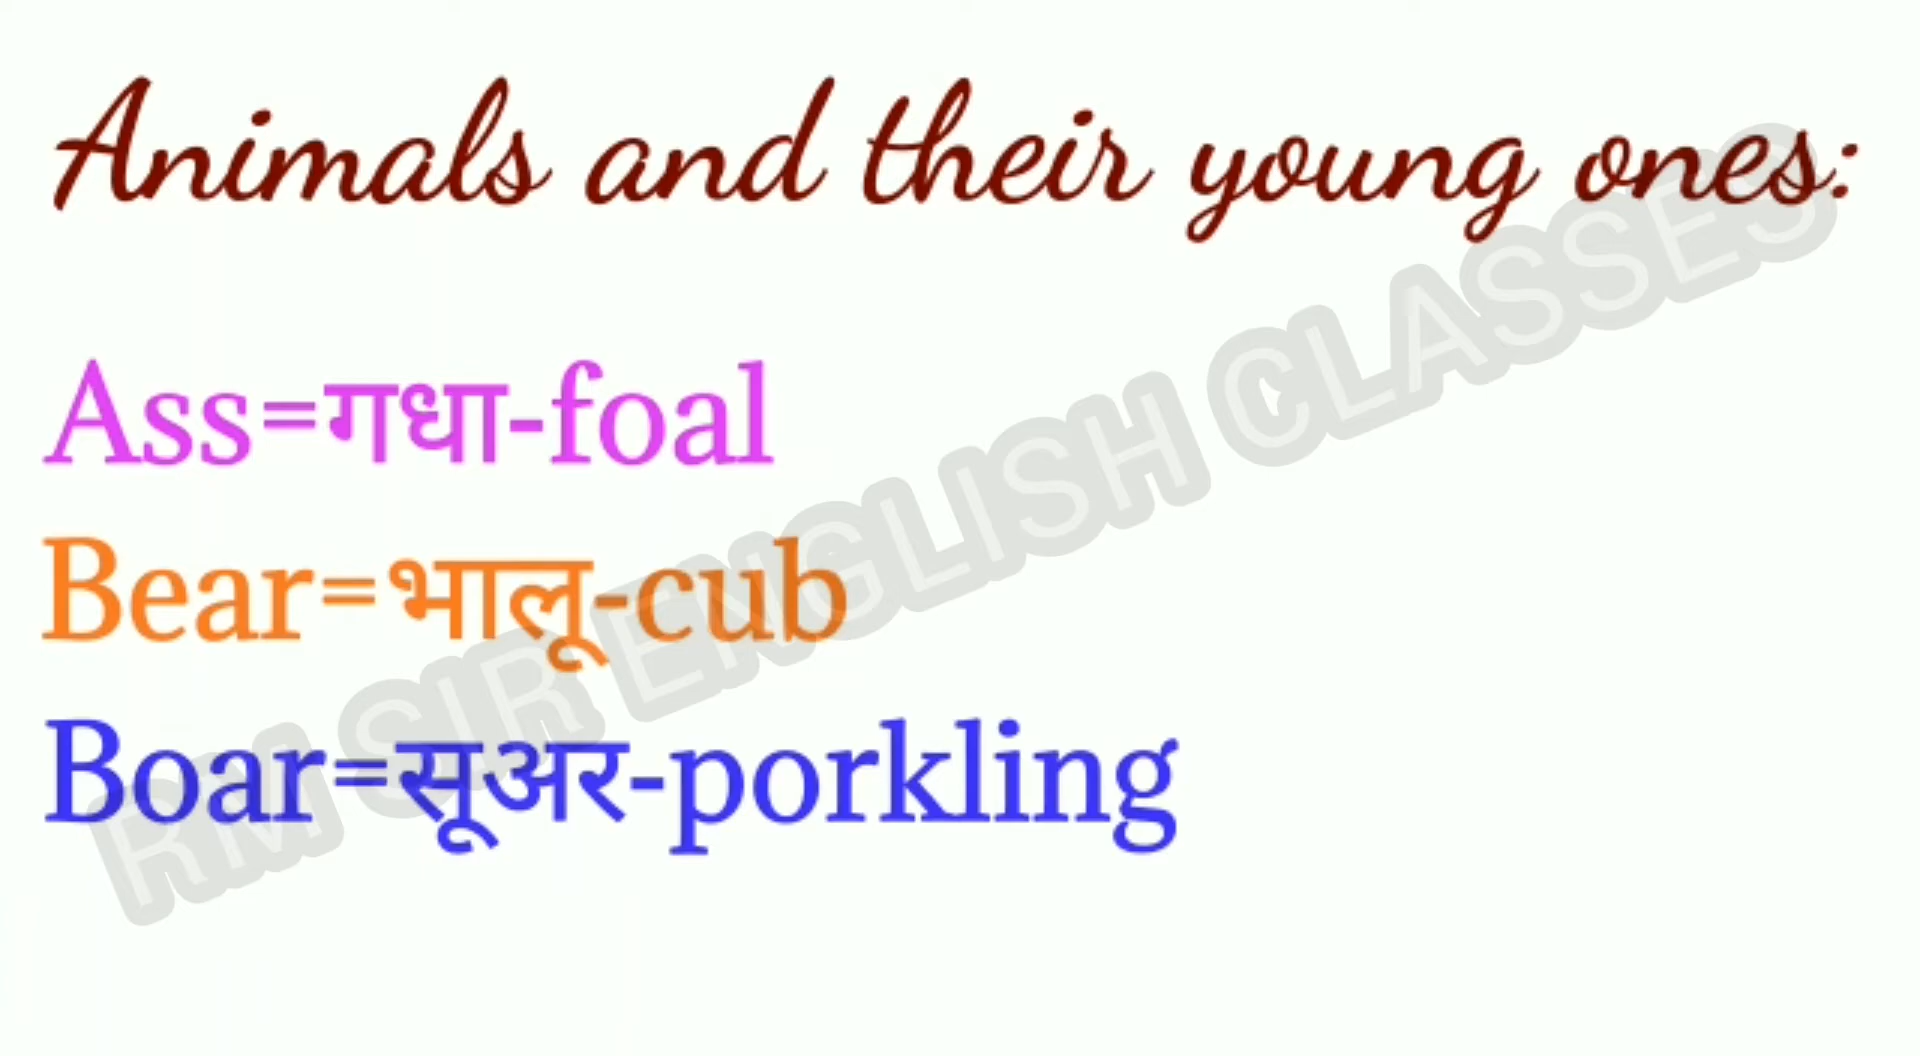 Animals and their young ones:
Ass=गधा-foal
Bear=भालू-cub
Boar=सूअर-porkling
RM SIR ENGLISH CLASSES